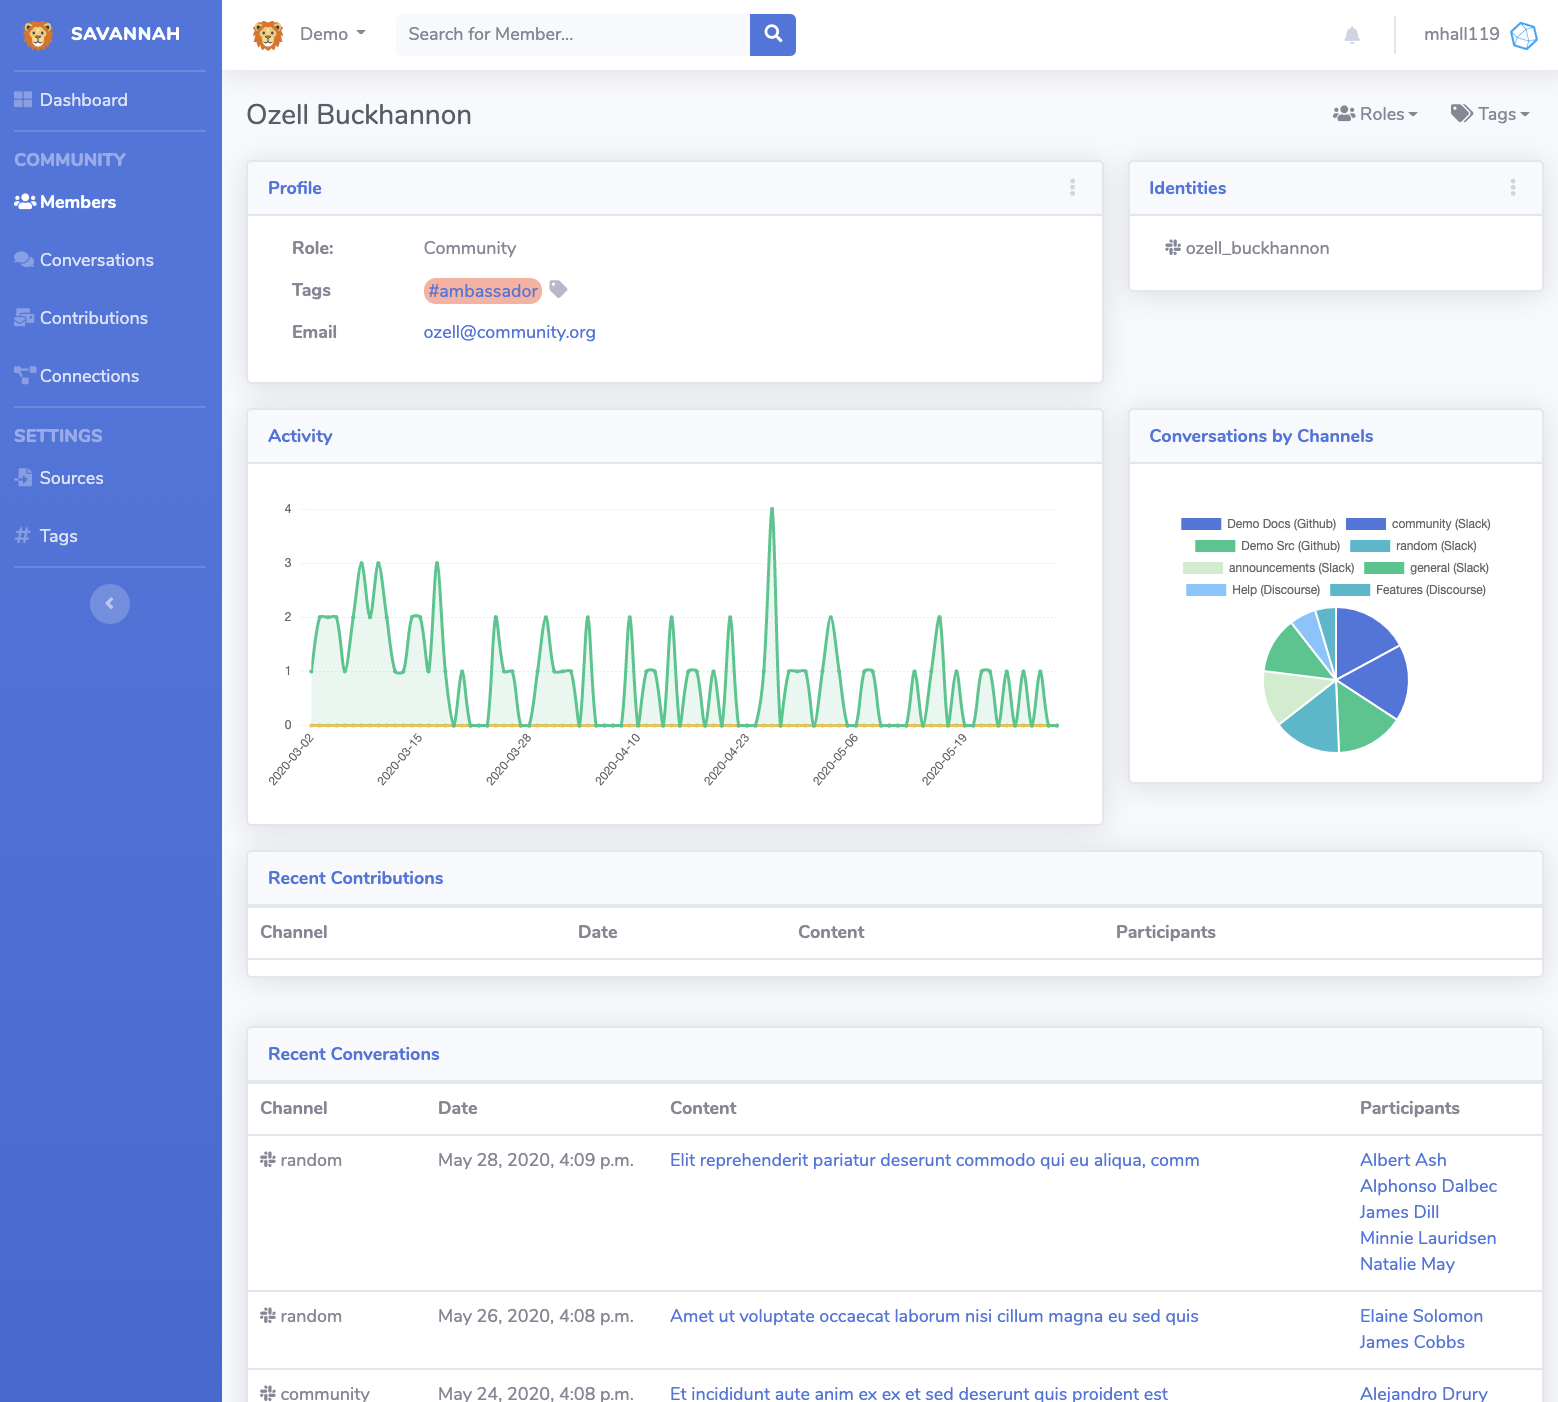 SAVANNAH
Demo
Search for Member...
mhall119
Dashboard
COMMUNITY
Members
Conversations
Contributions
Connections
SETTINGS
Sources
# Tags
Ozell Buckhannon
Roles
Tags
Profile
Role: Community
Tags #ambassador
Email ozell@community.org
Identities
ozell_buckhannon
Activity
4
3
2
1
0
2020-03-02 2020-03-15 2020-03-28 2020-04-10 2020-04-23 2020-05-06 2020-05-19
Conversations by Channels
Demo Docs (Github) community (Slack)
Demo Src (Github) random (Slack)
announcements (Slack) general (Slack)
Help (Discourse) Features (Discourse)
Recent Contributions
Channel Date Content Participants
Recent Converations
Channel Date Content Participants
random May 28, 2020, 4:09 p.m. Elit reprehenderit pariatur deserunt commodo qui eu aliqua, comm Albert Ash
Alphonso Dalbec
James Dill
Minnie Lauridsen
Natalie May
random May 26, 2020, 4:08 p.m. Amet ut voluptate occaecat laborum nisi cillum magna eu sed quis Elaine Solomon
James Cobbs
community May 24, 2020, 4:08 p.m. Et incididunt aute anim ex ex et sed deserunt quis proident est Alejandro Drury